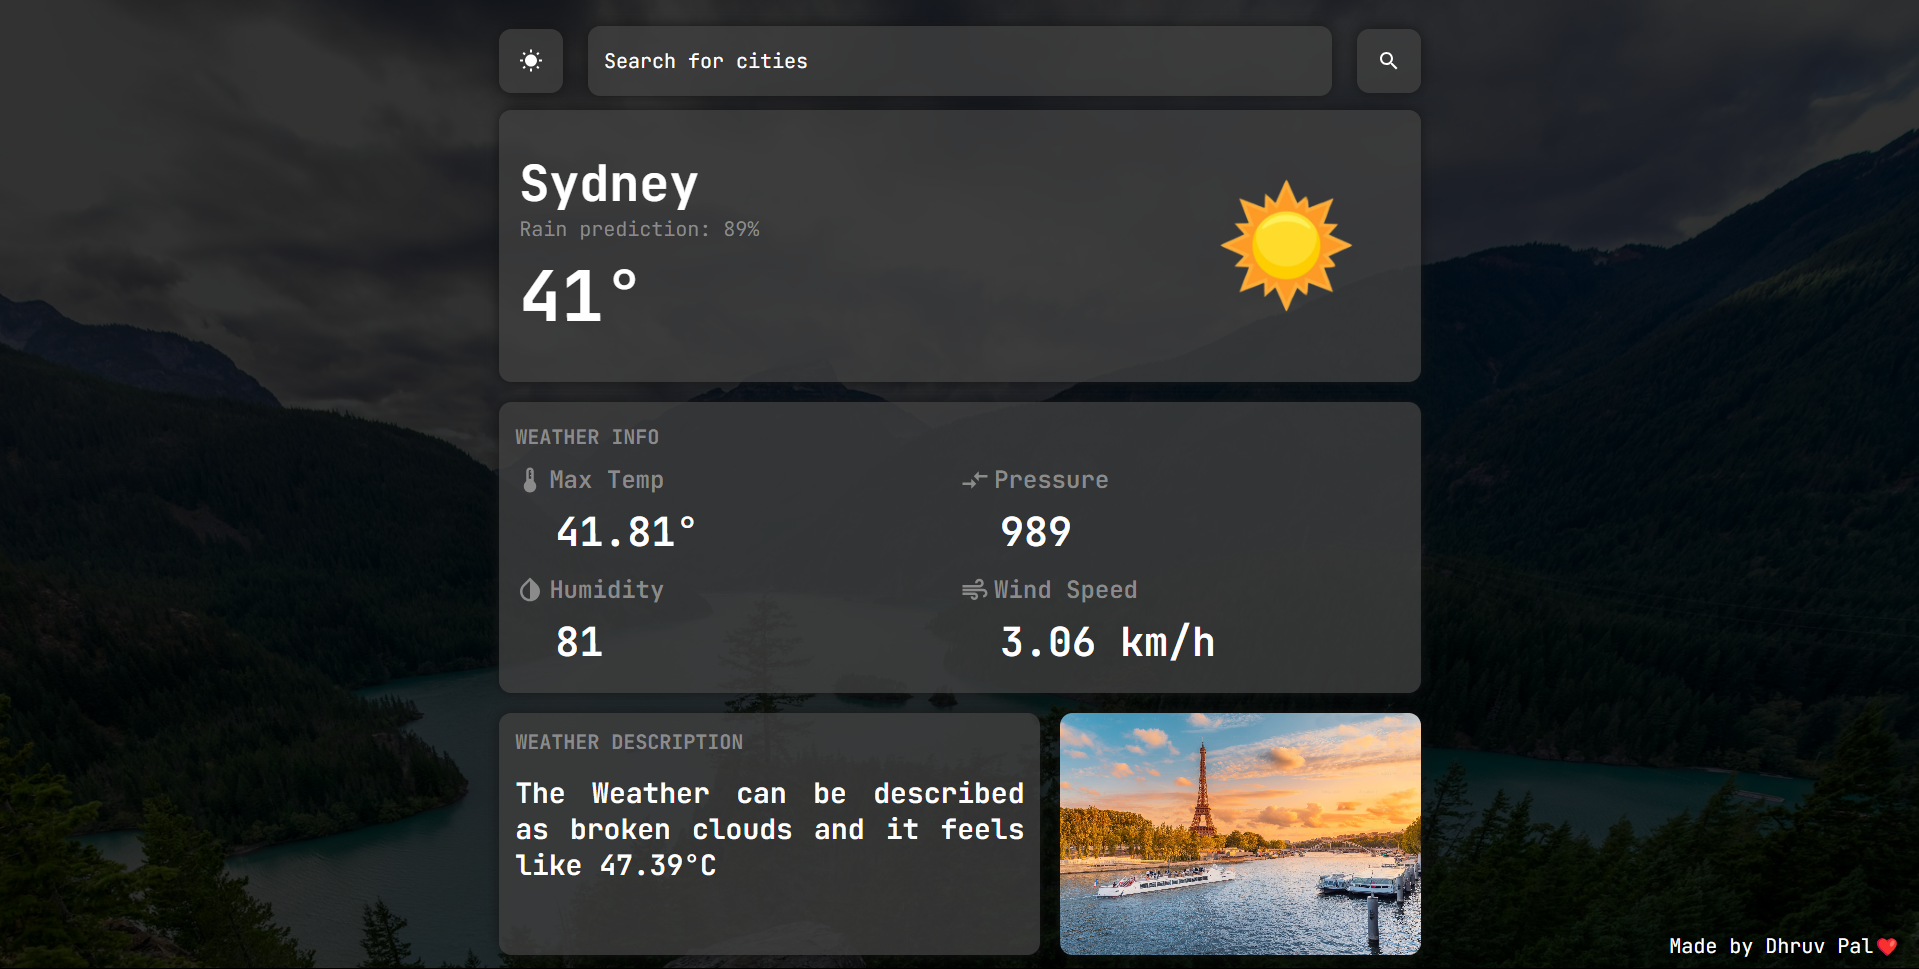 Search for cities
Sydney
Rain prediction: 89%
41°
WEATHER INFO
Max Temp
Pressure
41.81°
989
Humidity
Wind Speed
81
3.06 km/h
WEATHER DESCRIPTION
The Weather can be described
as broken clouds and it feels
like 47.39°C
Made by Dhruv Pal❤️